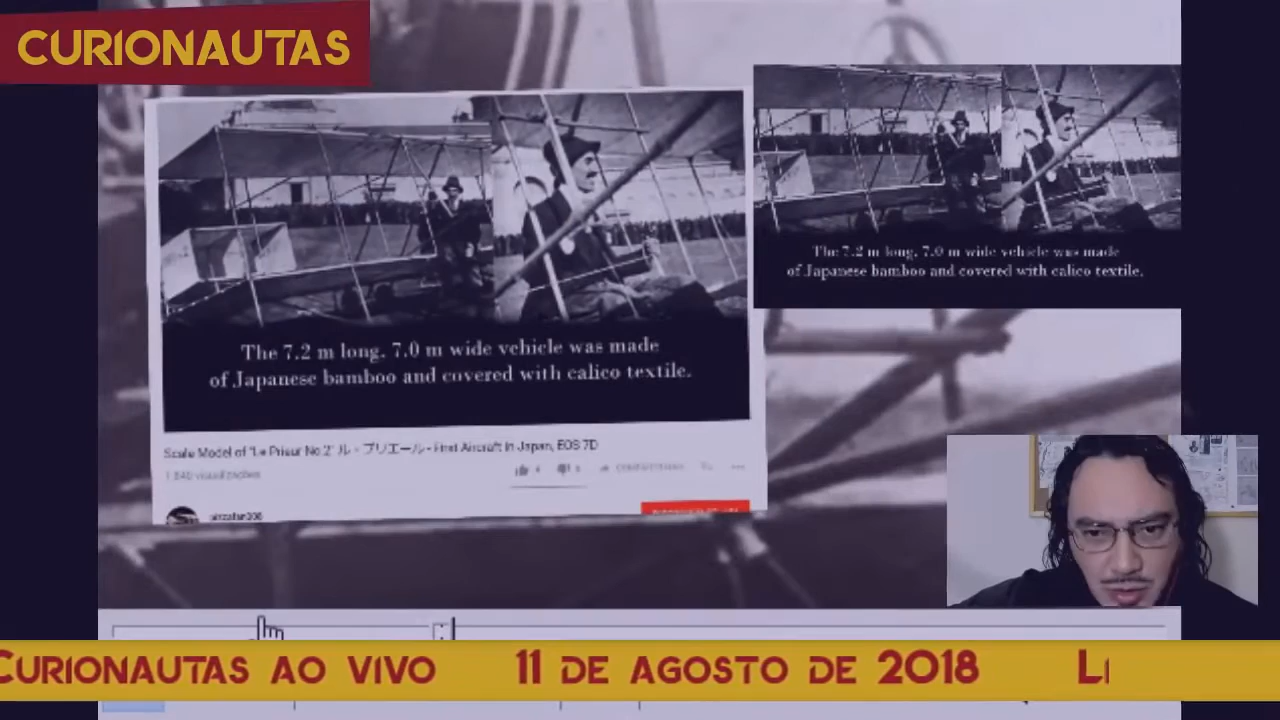 CURIONAUTAS
The 7.2 m long, 7.0 m wide vehicle was made
of Japanese bamboo and covered with calico textile.
The 7.2 m long, 7.0 m wide vehicle was made
of Japanese bamboo and covered with calico textile.
Scale Model of "Le Prieur No.2" ル・プリエール - First Aircraft in Japan, EOS 7D
CURIONAUTAS AO VIVO 11 DE AGOSTO DE 2018